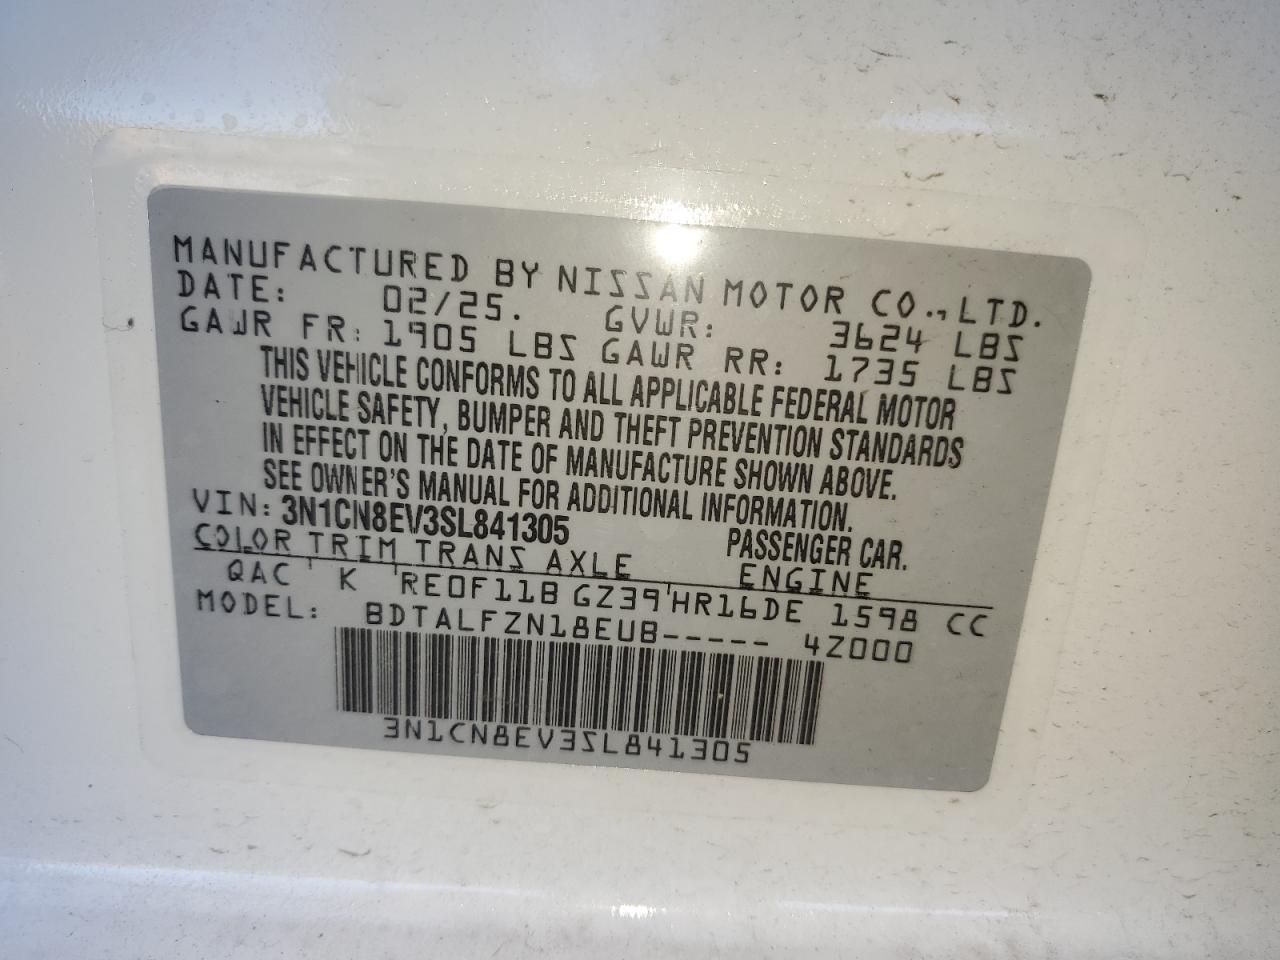 MANUFACTURED BY NISSAN MOTOR CO., LTD.
DATE: 02/25. GVWR: 3624 LBS
GAWR FR: 1905 LBS GAWR RR: 1735 LBS
THIS VEHICLE CONFORMS TO ALL APPLICABLE FEDERAL MOTOR
VEHICLE SAFETY, BUMPER AND THEFT PREVENTION STANDARDS
IN EFFECT ON THE DATE OF MANUFACTURE SHOWN ABOVE.
SEE OWNER'S MANUAL FOR ADDITIONAL INFORMATION.
VIN: 3N1CN8EV3SL841305 PASSENGER CAR.
COLOR TRIM TRANS AXLE ENGINE
QAC K RE0F11B GZ39 HR16DE 1598 CC
MODEL: BDTALFZN18EUB----- 4Z000
3N1CN8EV3SL841305